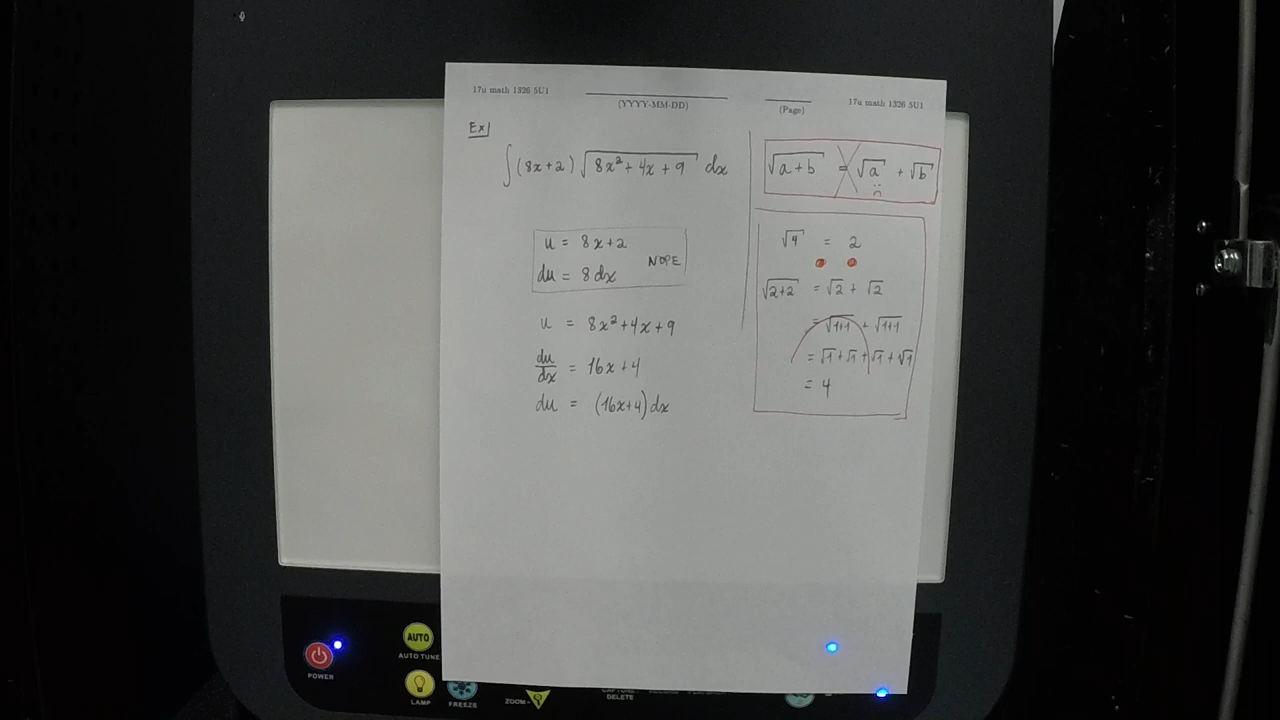 17u math 1326 5U1
(YYYY-MM-DD)
(Page)
17u math 1326 5U1
Ex1
∫(8x+2)√(8x²+4x+9) dx
u = 8x+2
du = 8dx
NOPE
u = 8x²+4x+9
du/dx = 16x+4
du = (16x+4)dx
√(a+b) = √a + √b
√4 = 2
√(2+2) = √2 + √2
= √(1+1) + √(1+1)
= √1+√1+√1+√1
= 4
POWER
AUTO
AUTO TUNE
LAMP
FREEZE
ZOOM-
DELETE